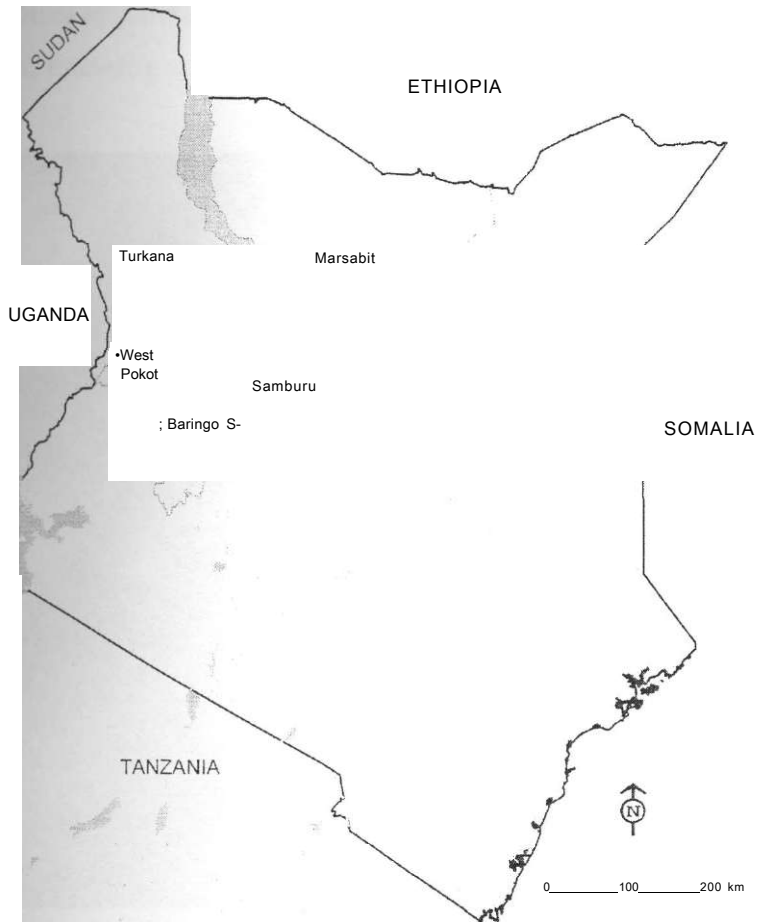 SUDAN
ETHIOPIA
Turkana
Marsabit
UGANDA
•West
Pokot
Samburu
; Baringo S-
SOMALIA
TANZANIA
N
0 100 200 km